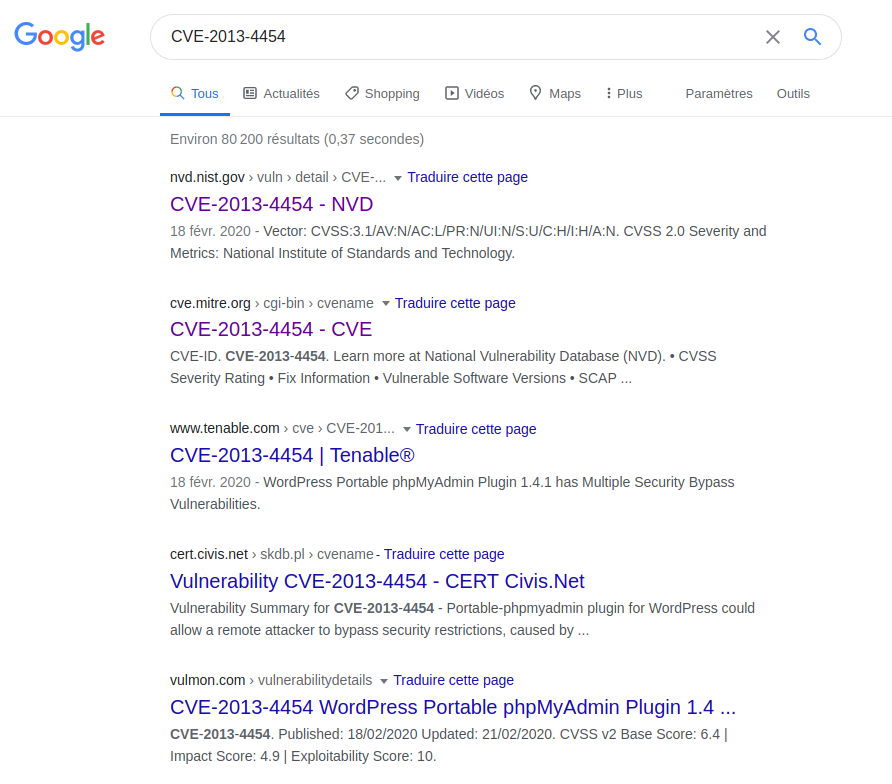 Google
CVE-2013-4454
Tous Actualités Shopping Vidéos Maps Plus Paramètres Outils
Environ 80 200 résultats (0,37 secondes)
nvd.nist.gov › vuln › detail › CVE-... Traduire cette page
CVE-2013-4454 - NVD
18 févr. 2020 - Vector: CVSS:3.1/AV:N/AC:L/PR:N/UI:N/S:U/C:H/I:H/A:N. CVSS 2.0 Severity and
Metrics: National Institute of Standards and Technology.
cve.mitre.org › cgi-bin › cvename Traduire cette page
CVE-2013-4454 - CVE
CVE-ID. CVE-2013-4454. Learn more at National Vulnerability Database (NVD). • CVSS
Severity Rating • Fix Information • Vulnerable Software Versions • SCAP ...
www.tenable.com › cve › CVE-201... Traduire cette page
CVE-2013-4454 | Tenable®
18 févr. 2020 - WordPress Portable phpMyAdmin Plugin 1.4.1 has Multiple Security Bypass
Vulnerabilities.
cert.civis.net › skdb.pl › cvename - Traduire cette page
Vulnerability CVE-2013-4454 - CERT Civis.Net
Vulnerability Summary for CVE-2013-4454 - Portable-phpmyadmin plugin for WordPress could
allow a remote attacker to bypass security restrictions, caused by ...
vulmon.com › vulnerabilitydetails Traduire cette page
CVE-2013-4454 WordPress Portable phpMyAdmin Plugin 1.4 ...
CVE-2013-4454. Published: 18/02/2020 Updated: 21/02/2020. CVSS v2 Base Score: 6.4 |
Impact Score: 4.9 | Exploitability Score: 10.